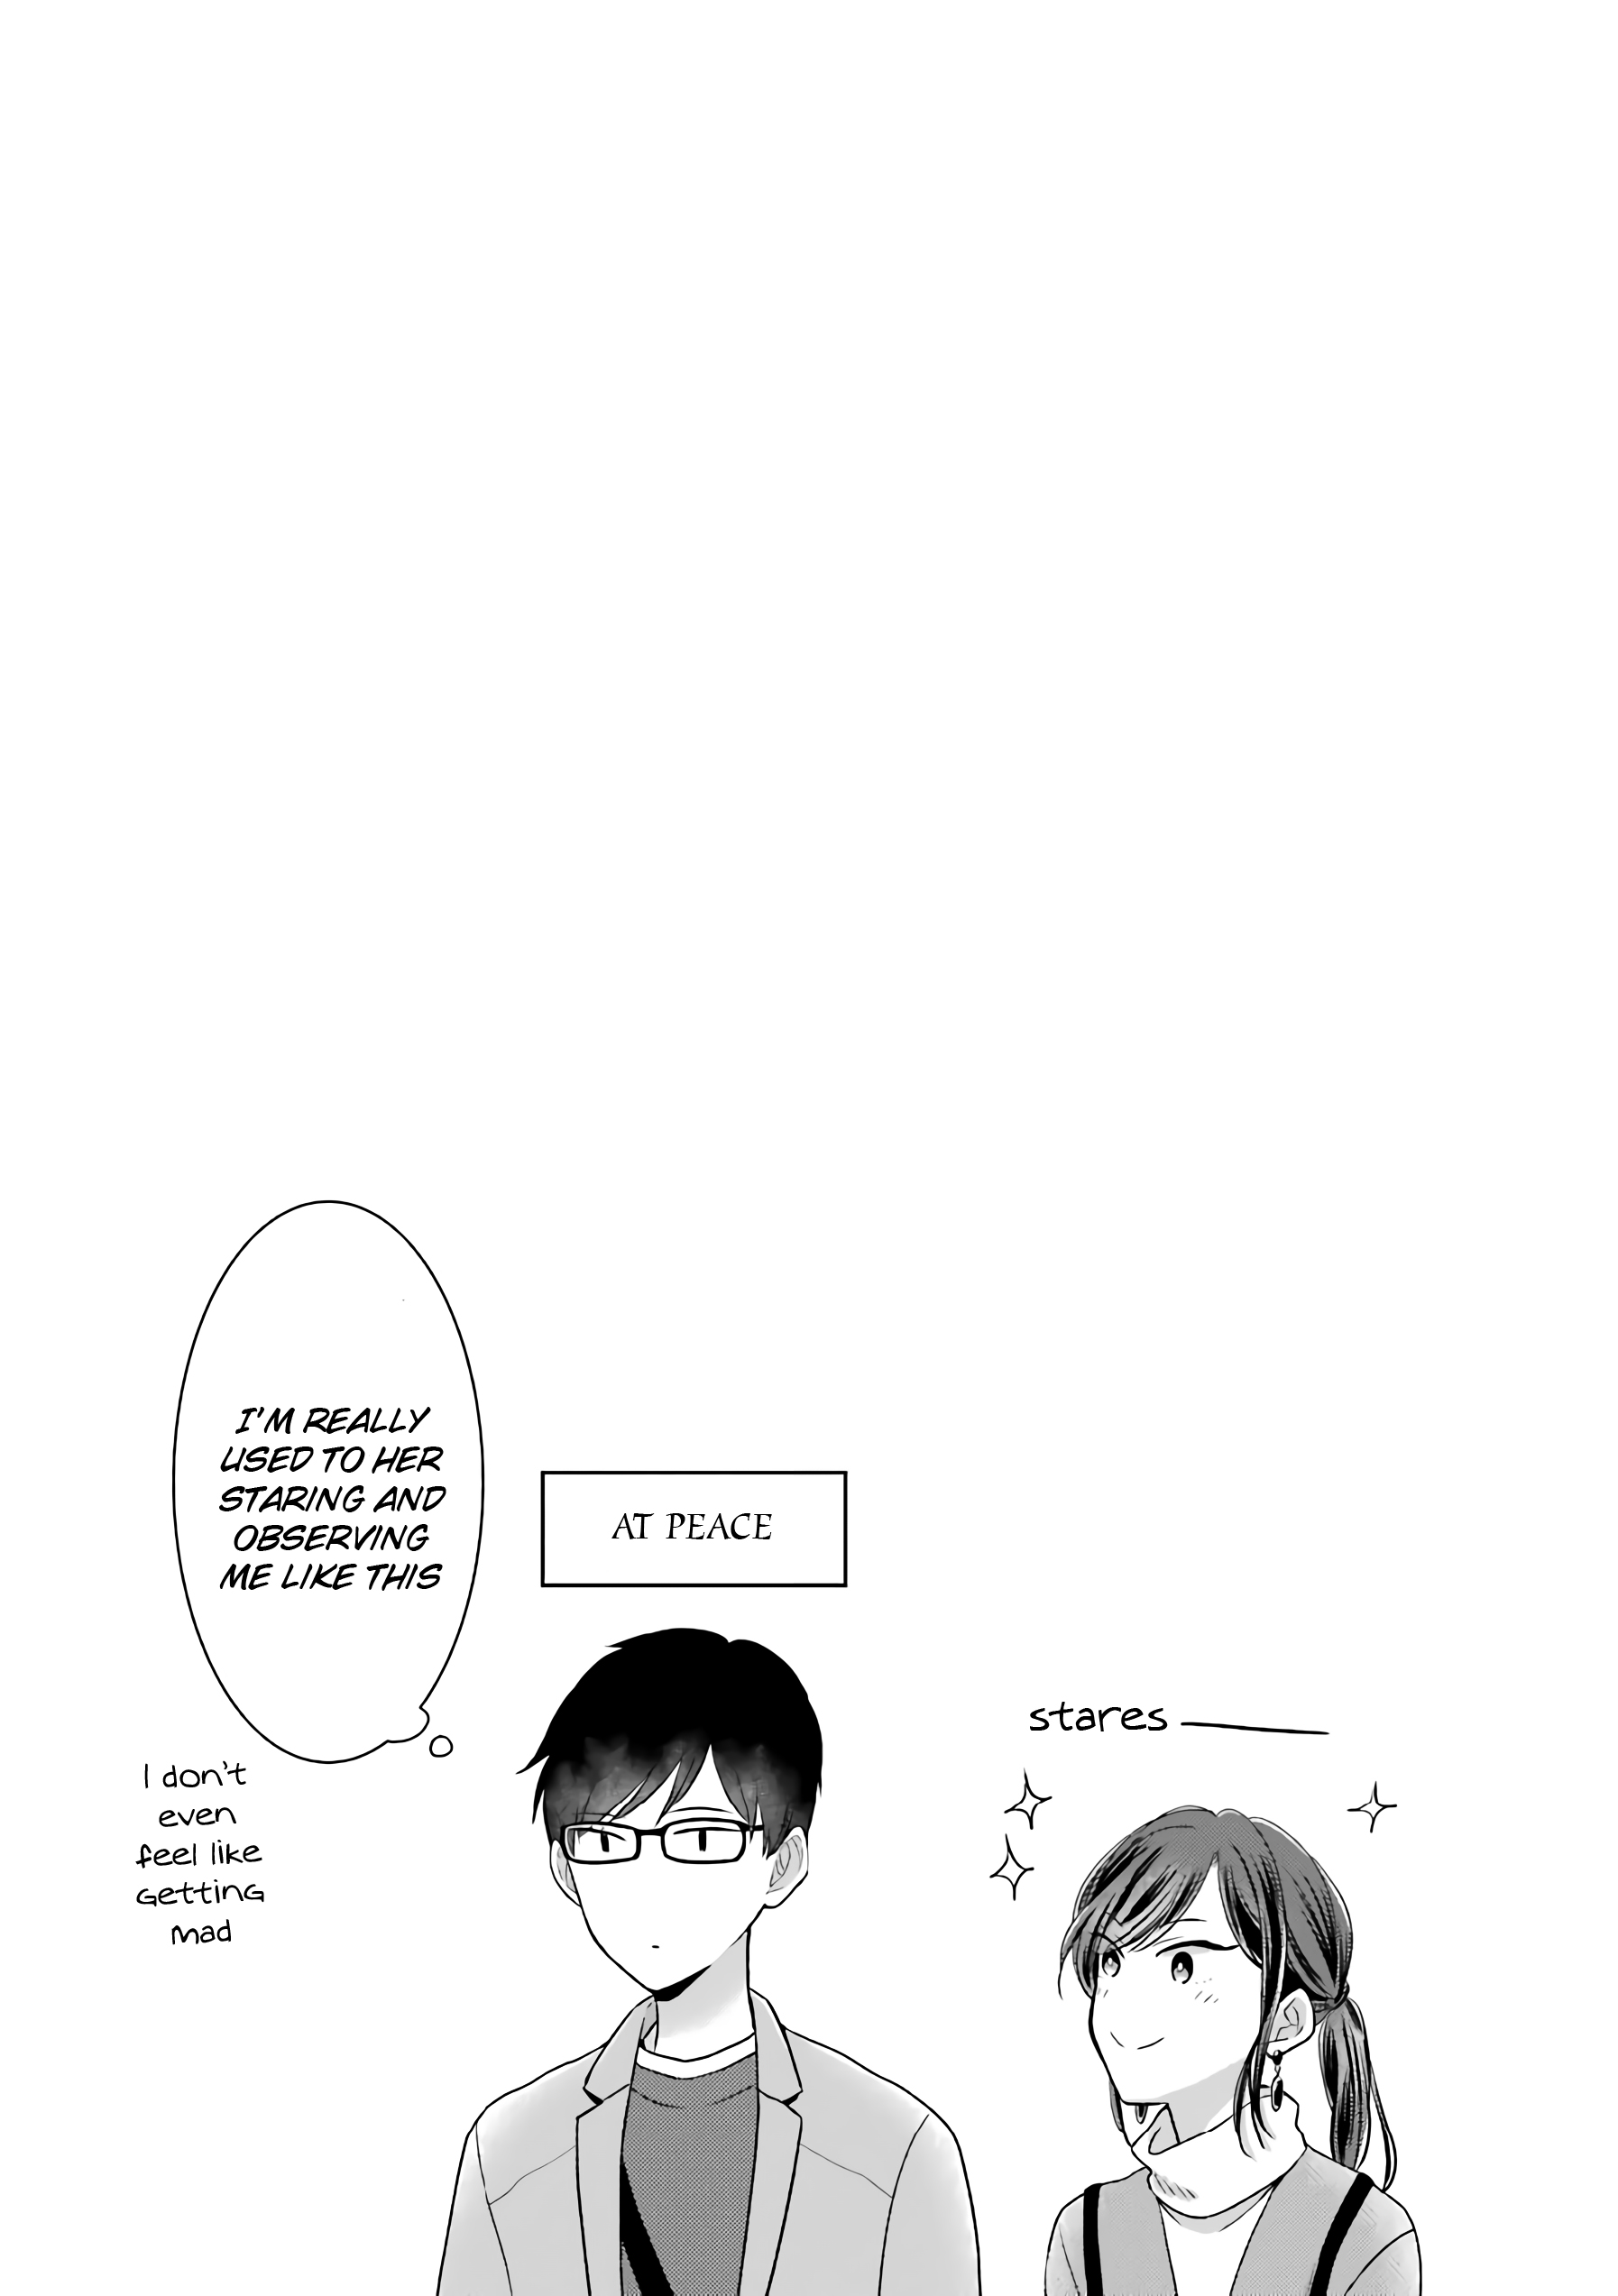 I'M REALLY
USED TO HER
STARING AND
OBSERVING
ME LIKE THIS
AT PEACE
stares
I don't
even
feel like
getting
mad